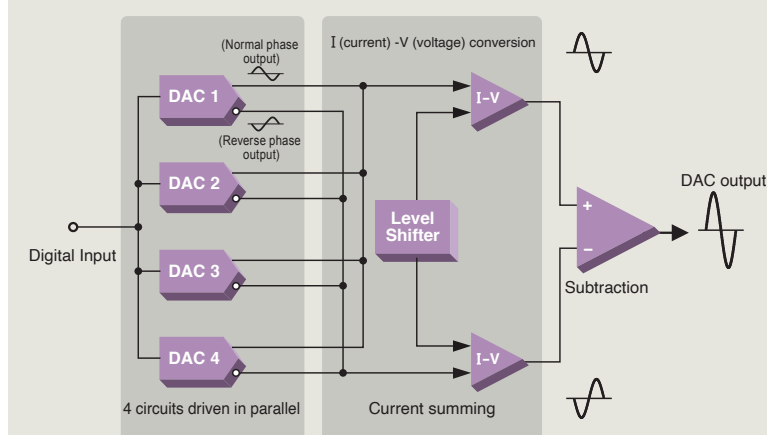 (Normal phase
output)
I (current) -V (voltage) conversion
DAC 1
I-V
(Reverse phase
output)
DAC 2
DAC output
Level
Shifter
+
Digital Input
−
DAC 3
Subtraction
DAC 4
I-V
4 circuits driven in parallel
Current summing